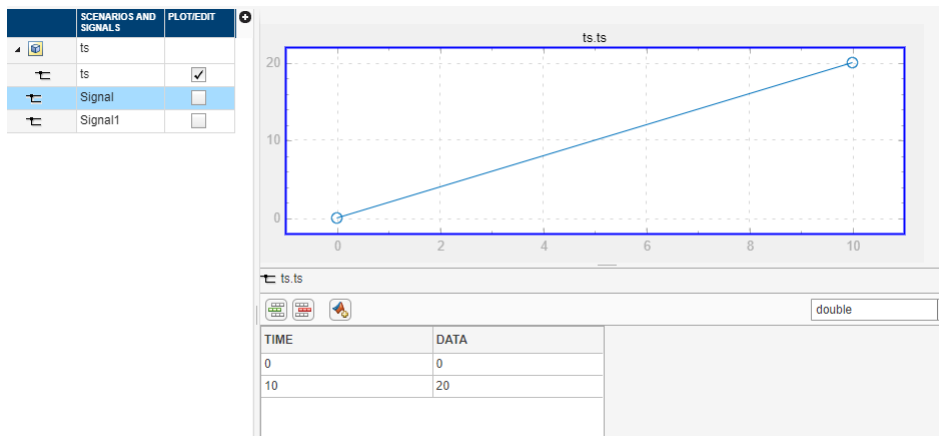 SCENARIOS AND SIGNALS PLOT/EDIT
ts
ts
Signal
Signal1
ts.ts
20
10
0
0 2 4 6 8 10
ts.ts
double
TIME DATA
0 0
10 20